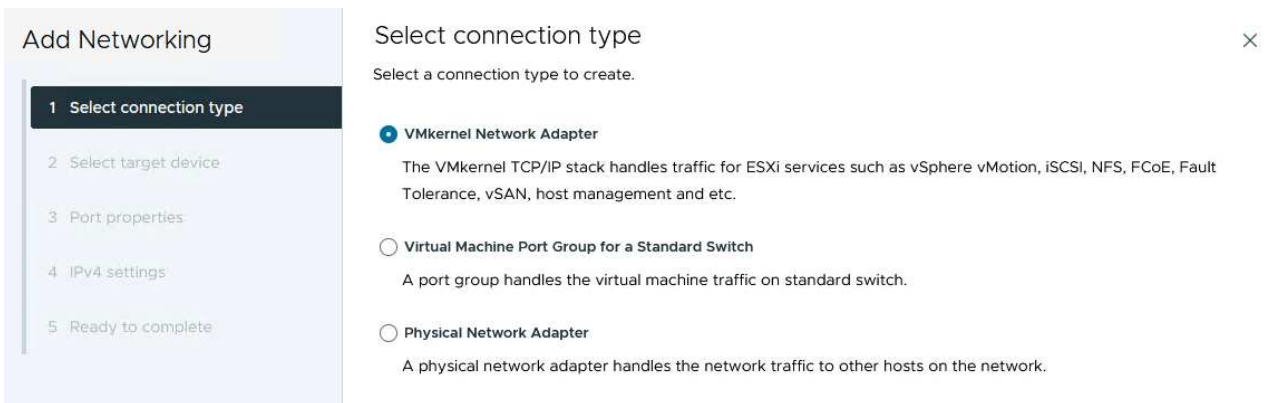 Add Networking
1 Select connection type
2 Select target device
3 Port properties
4 IPv4 settings
5 Ready to complete
Select connection type
Select a connection type to create.
VMkernel Network Adapter
The VMkernel TCP/IP stack handles traffic for ESXi services such as vSphere vMotion, iSCSI, NFS, FCoE, Fault
Tolerance, vSAN, host management and etc.
Virtual Machine Port Group for a Standard Switch
A port group handles the virtual machine traffic on standard switch.
Physical Network Adapter
A physical network adapter handles the network traffic to other hosts on the network.